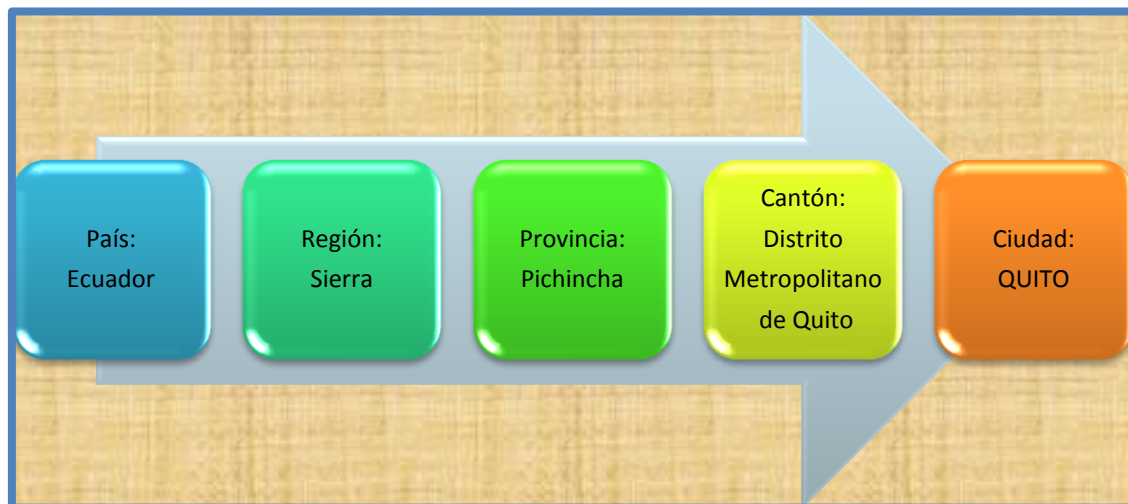 País:
Ecuador
Región:
Sierra
Provincia:
Pichincha
Cantón:
Distrito
Metropolitano
de Quito
Ciudad:
QUITO